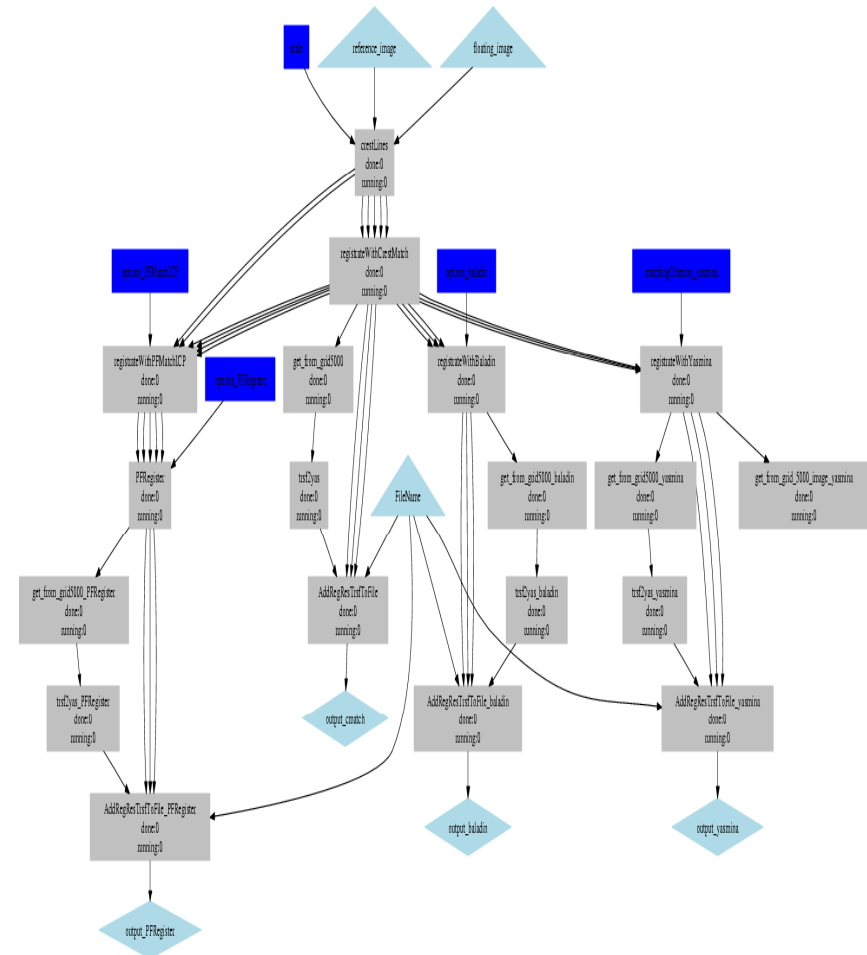 scale
reference_image
floating_image
crestLines
done:0
running:0
registrateWithCrestMatch
done:0
running:0
options_PFMatchICP
matchingCriterion_yasmina
registrateWithPFMatchICP
done:0
running:0
options_PFRegister
get_from_grid5000
done:0
running:0
registrateWithBaladin
done:0
running:0
registrateWithYasmina
done:0
running:0
PFRegister
done:0
running:0
trsf2yas
done:0
running:0
FileName
get_from_grid5000_baladin
done:0
running:0
get_from_grid5000_yasmina
done:0
running:0
get_from_grid_5000_image_yasmina
done:0
running:0
get_from_grid5000_PFRegister
done:0
running:0
AddRegResTrsfToFile
done:0
running:0
trsf2yas_baladin
done:0
running:0
trsf2yas_yasmina
done:0
running:0
trsf2yas_PFRegister
done:0
running:0
output_cmatch
AddRegResTrsfToFile_baladin
done:0
running:0
AddRegResTrsfToFile_yasmina
done:0
running:0
AddRegResTrsfToFile_PFRegister
done:0
running:0
output_baladin
output_yasmina
output_PFRegister